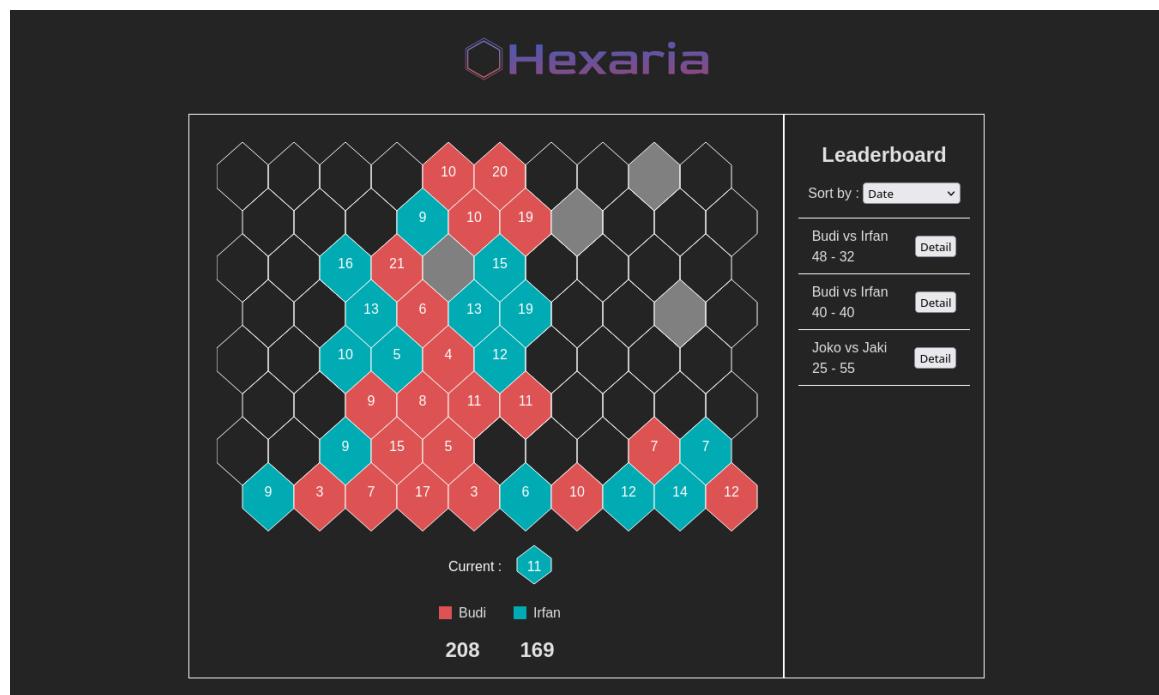 Hexaria
10 20
9 10 19
16 21 15
13 6 13 19
10 5 4 12
9 8 11 11
9 15 5 7 7
9 3 7 17 3 6 10 12 14 12
Current : 11
Budi Irfan
208 169
Leaderboard
Sort by : Date
Budi vs Irfan
48 - 32
Detail
Budi vs Irfan
40 - 40
Detail
Joko vs Jaki
25 - 55
Detail